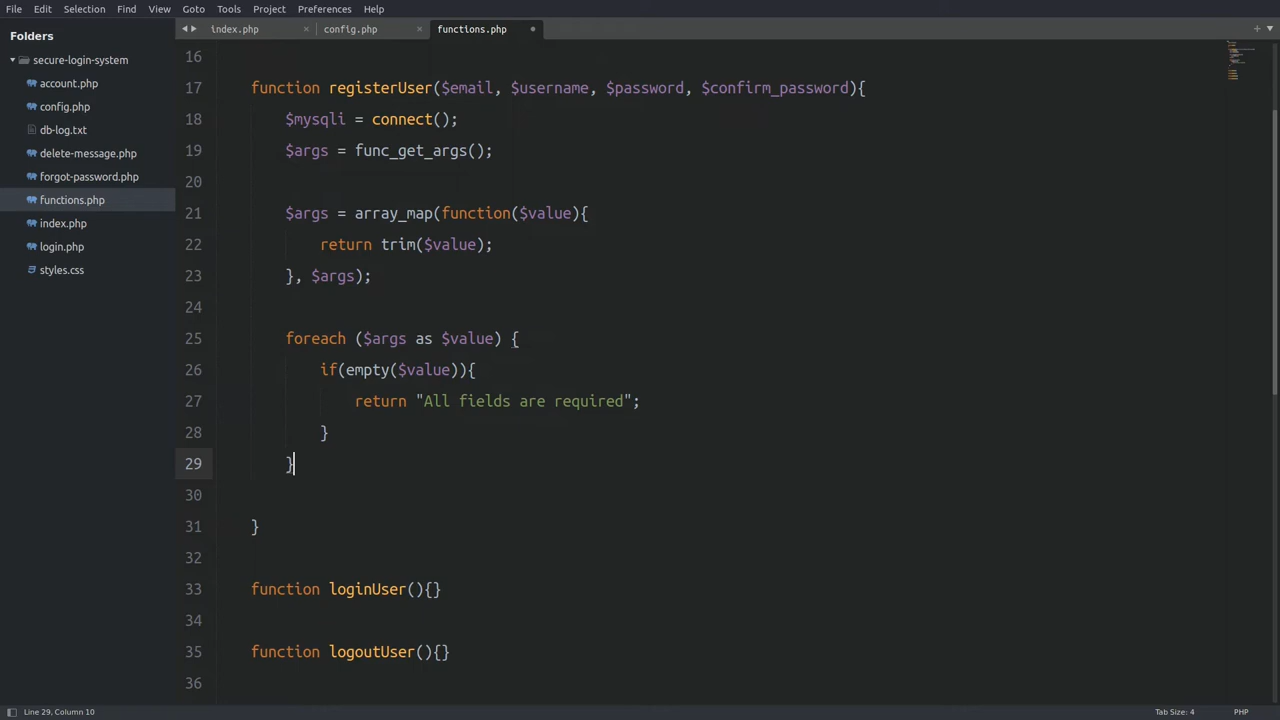 File Edit Selection Find View Goto Tools Project Preferences Help
Folders
secure-login-system
account.php
config.php
db-log.txt
delete-message.php
forgot-password.php
functions.php
index.php
login.php
styles.css
index.php × config.php × functions.php
16
17 function registerUser($email, $username, $password, $confirm_password){
18 $mysqli = connect();
19 $args = func_get_args();
20
21 $args = array_map(function($value){
22 return trim($value);
23 }, $args);
24
25 foreach ($args as $value) {
26 if(empty($value)){
27 return "All fields are required";
28 }
29 }
30
31 }
32
33 function loginUser(){}
34
35 function logoutUser(){}
36
Line 29, Column 10 Tab Size: 4 PHP